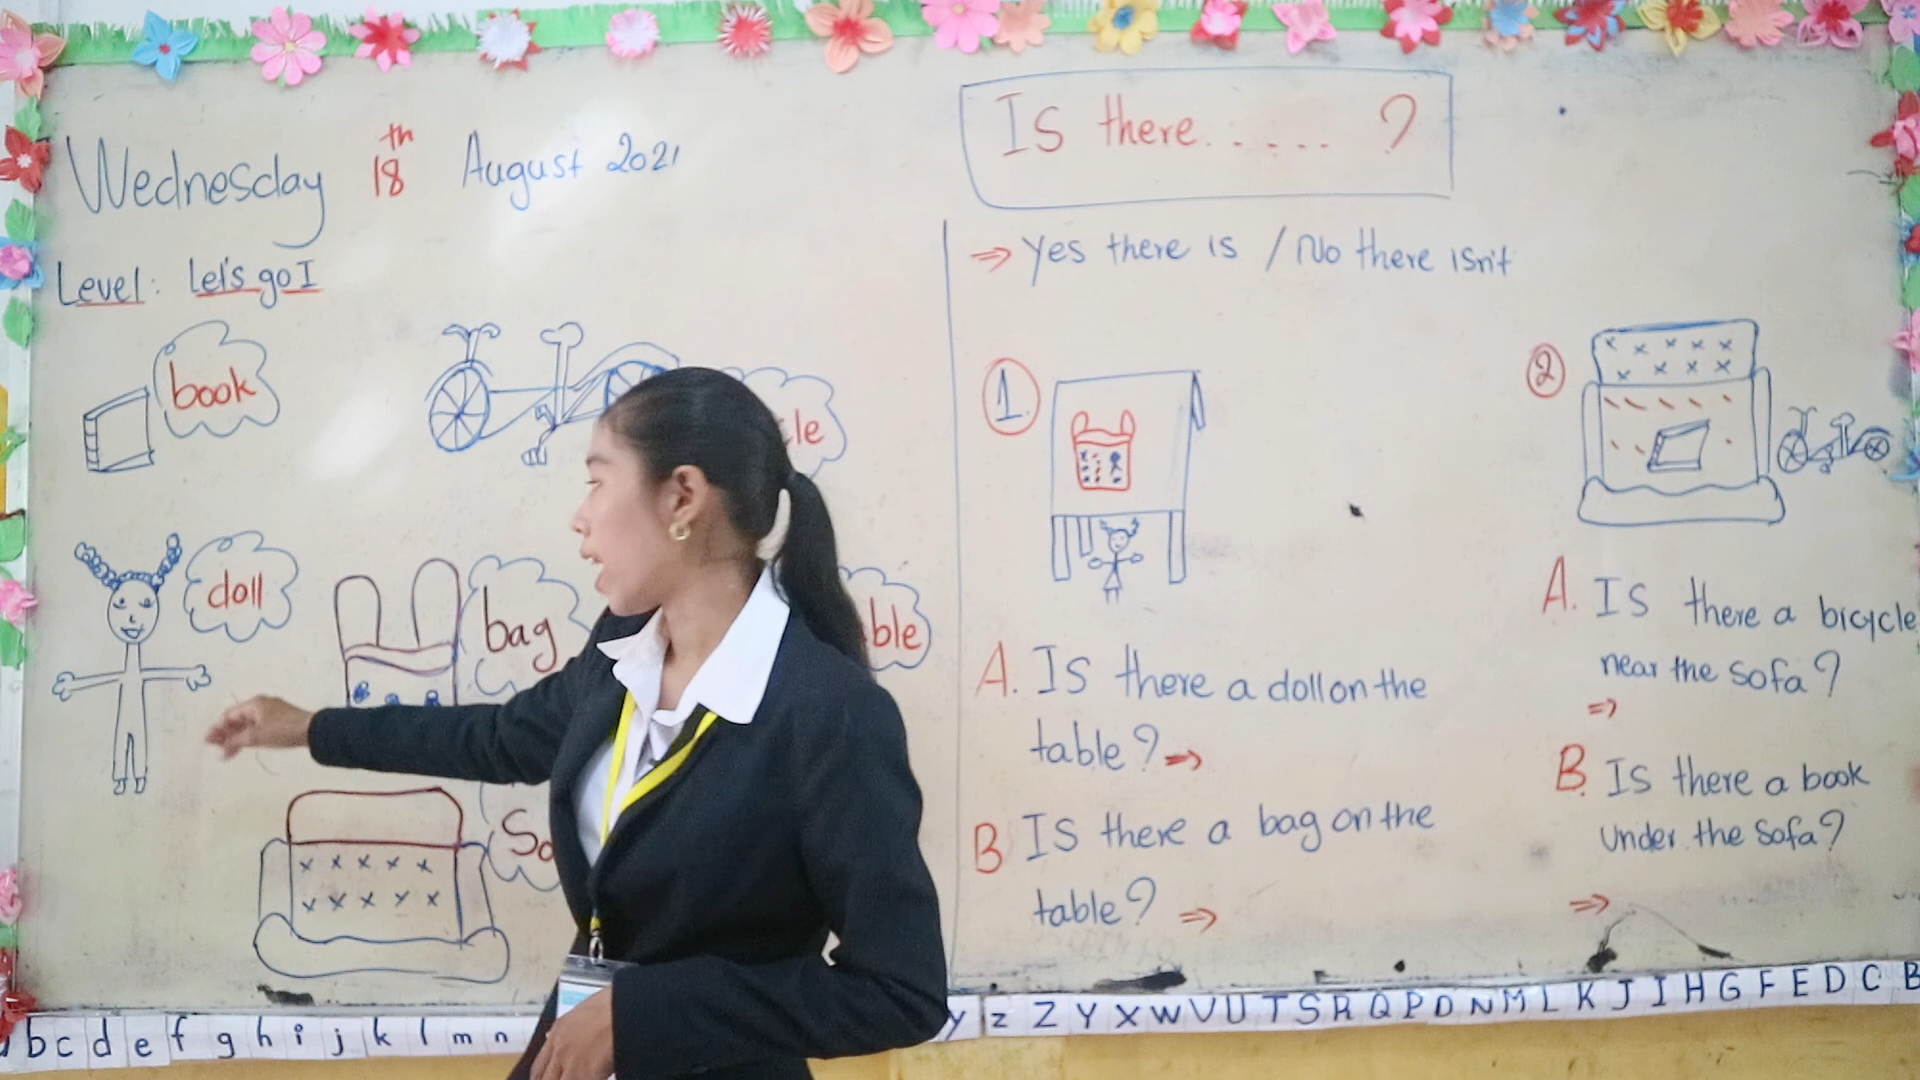 Wednesday 18th August 2021
Level: Let's go I
book
doll
bag
Is there...... ?
⇒ yes there is / No there isn't
1.
A. Is there a doll on the
table? ⇒
B Is there a bag on the
table? ⇒
2
A. Is there a bicycle
near the sofa?
⇒
B. Is there a book
under the sofa?
⇒
b c d e f g h i j k l m n
y z Z Y X W V U T S R Q P O N M L K J I H G F E D C B